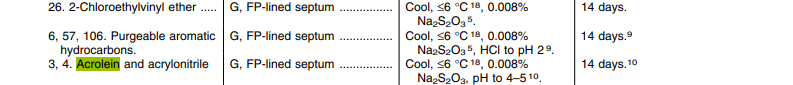 26. 2-Chloroethylvinyl ether ..... G, FP-lined septum ................ Cool, ≤6 °C 18, 0.008% 14 days.
Na2S2O3 5.
6, 57, 106. Purgeable aromatic G, FP-lined septum ................ Cool, ≤6 °C 18, 0.008% 14 days.9
hydrocarbons. Na2S2O3 5, HCl to pH 2 9.
3, 4. Acrolein and acrylonitrile G, FP-lined septum ................ Cool, ≤6 °C 18, 0.008% 14 days.10
Na2S2O3, pH to 4–5 10.